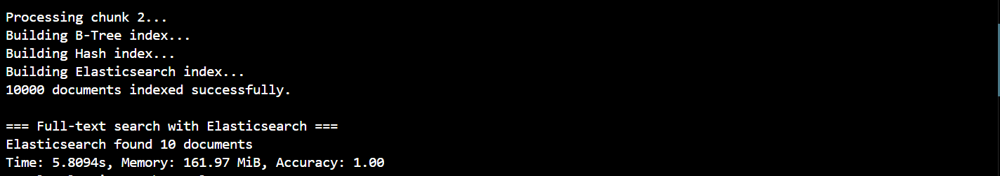 Processing chunk 2...
Building B-Tree index...
Building Hash index...
Building Elasticsearch index...
10000 documents indexed successfully.
=== Full-text search with Elasticsearch ===
Elasticsearch found 10 documents
Time: 5.8094s, Memory: 161.97 MiB, Accuracy: 1.00